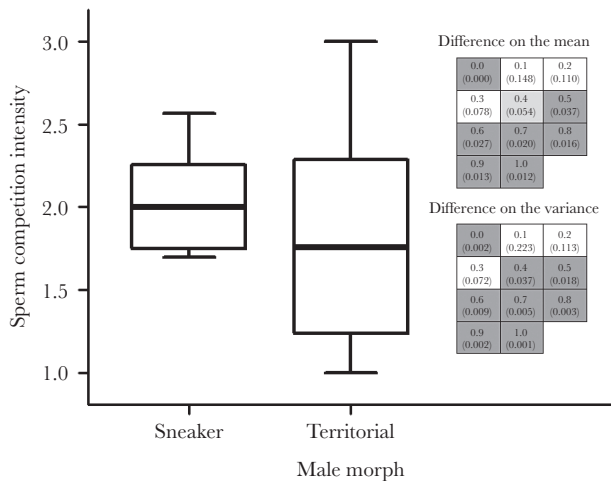 3.0
2.5
2.0
1.5
1.0
Sperm competition intensity
Sneaker
Territorial
Male morph
Difference on the mean
0.0 0.1 0.2
(0.000) (0.148) (0.110)
0.3 0.4 0.5
(0.078) (0.054) (0.037)
0.6 0.7 0.8
(0.027) (0.020) (0.016)
0.9 1.0
(0.013) (0.012)
Difference on the variance
0.0 0.1 0.2
(0.002) (0.223) (0.113)
0.3 0.4 0.5
(0.072) (0.037) (0.018)
0.6 0.7 0.8
(0.009) (0.005) (0.003)
0.9 1.0
(0.002) (0.001)